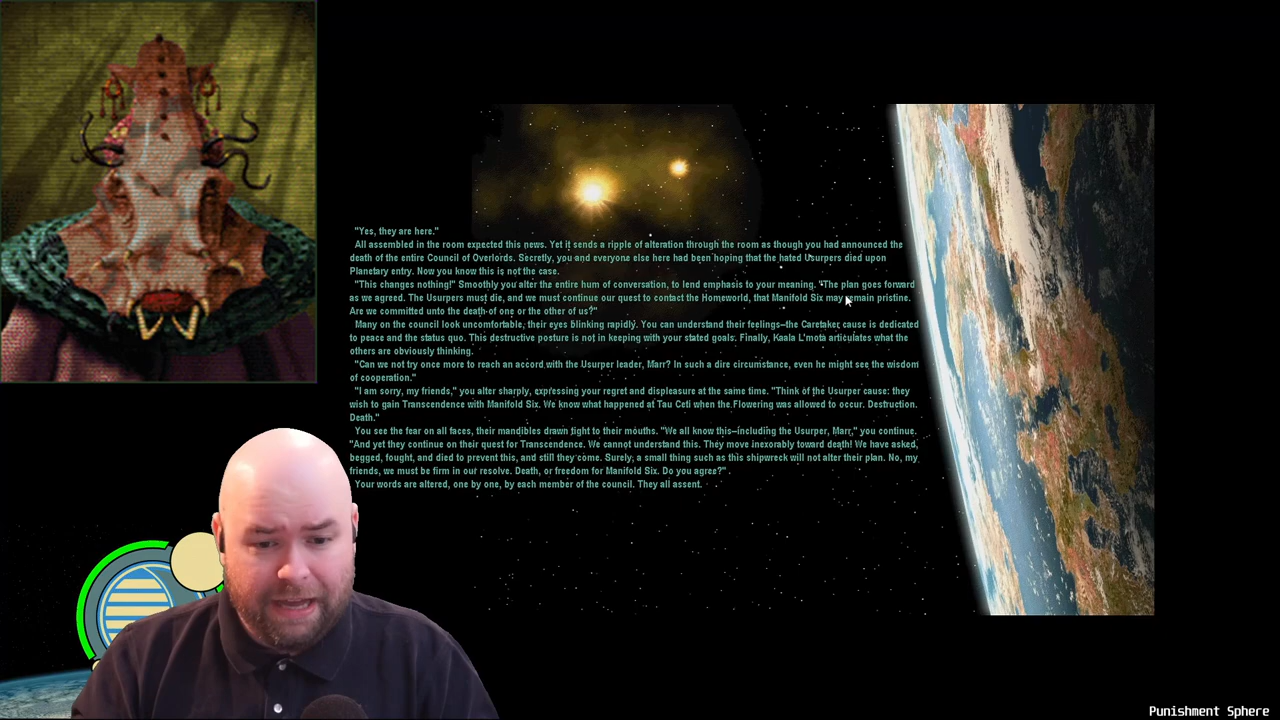 "Yes, they are here."
All assembled in the room expected this news. Yet it sends a ripple of alteration through the room as though you had announced the
death of the entire Council of Overlords. Secretly, you and everyone else here had been hoping that the hated Usurpers died upon
Planetary entry. Now you know this is not the case.
"This changes nothing!" Smoothly you alter the entire hum of conversation, to lend emphasis to your meaning. "The plan goes forward
as we agreed. The Usurpers must die, and we must continue our quest to contact the Homeworld, that Manifold Six may remain pristine.
Are we committed unto the death of one or the other of us?"
Many on the council look uncomfortable, their eyes blinking rapidly. You can understand their feelings--the Caretaker cause is dedicated
to peace and the status quo. This destructive posture is not in keeping with your stated goals. Finally, Kaala L'mota articulates what the
others are obviously thinking.
"Can we not try once more to reach an accord with the Usurper leader, Marr? In such a dire circumstance, even he might see the wisdom
of cooperation."
"I am sorry, my friends," you alter sharply, expressing your regret and displeasure at the same time. "Think of the Usurper cause: they
wish to gain Transcendence with Manifold Six. We know what happened at Tau Ceti when the Flowering was allowed to occur. Destruction.
Death."
You see the fear on all faces, their mandibles drawn tight to their mouths. "We all know this--including the Usurper, Marr," you continue.
"And yet they continue on their quest for Transcendence. We cannot understand this. They move inexorably toward death! We have asked,
begged, fought, and died to prevent this, and still they come. Surely, a small thing such as this shipwreck will not alter their plan. No, my
friends, we must be firm in our resolve. Death, or freedom for Manifold Six. Do you agree?"
Your words are altered, one by one, by each member of the council. They all assent.
Punishment Sphere